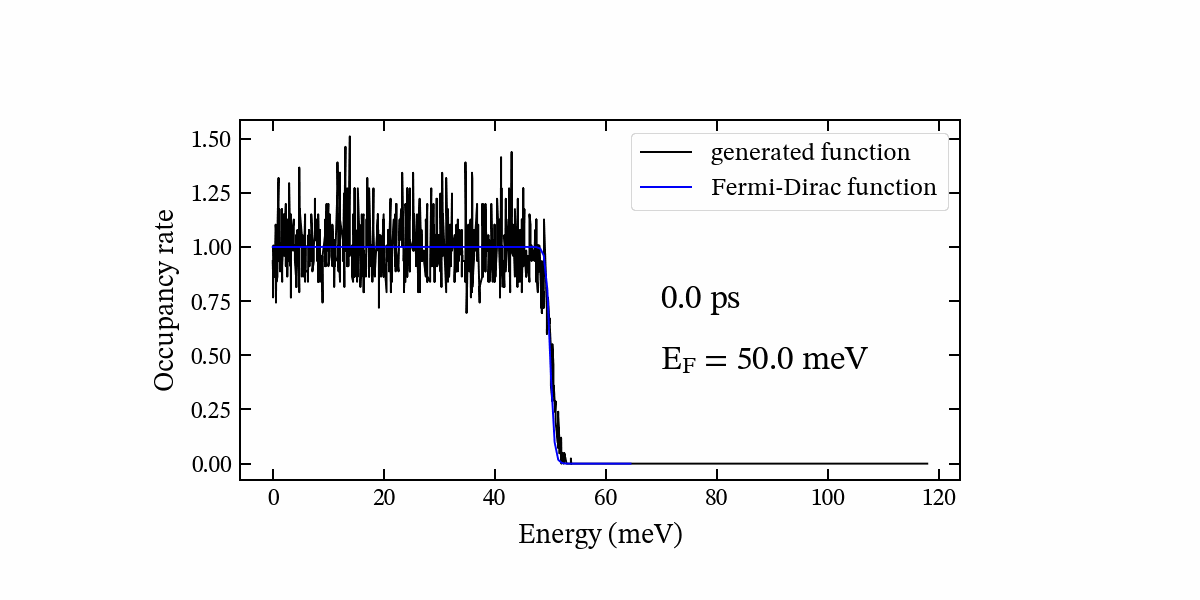 generated function
Fermi-Dirac function
1.50
1.25
1.00
0.75
0.50
0.25
0.00
Occupancy rate
0.0 ps
E_F = 50.0 meV
0 20 40 60 80 100 120
Energy (meV)